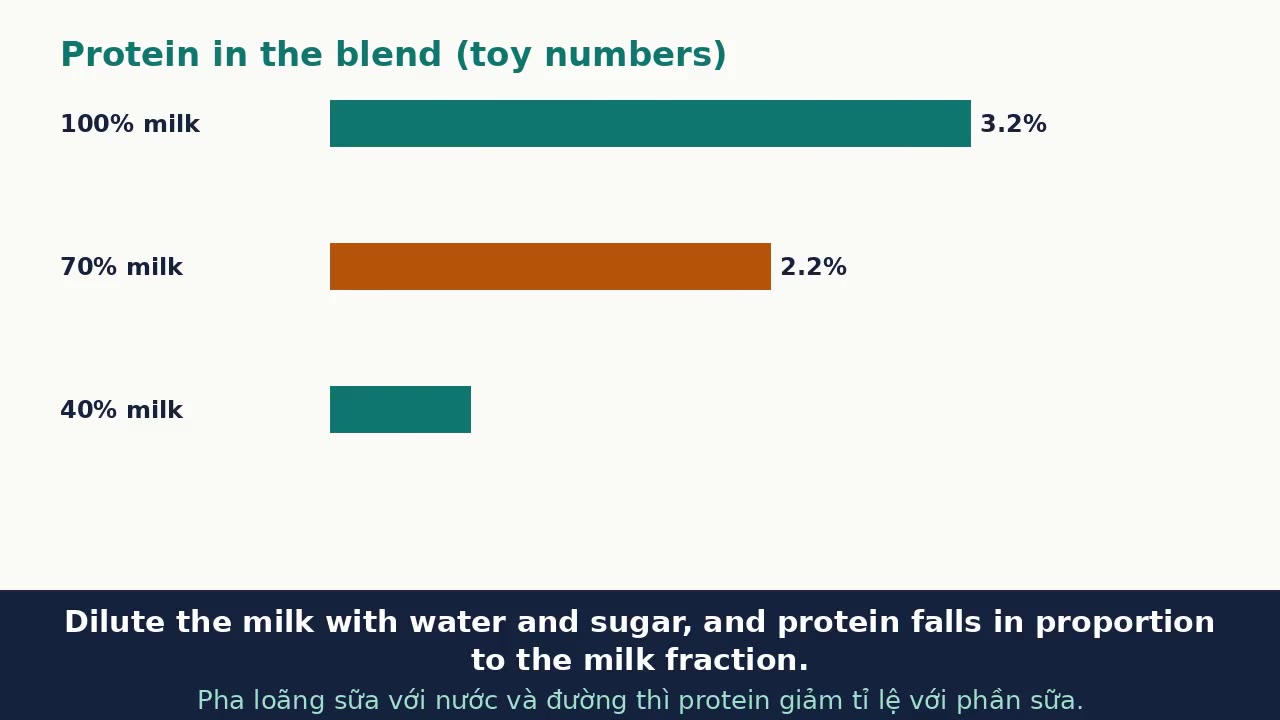 Protein in the blend (toy numbers)
100% milk 3.2%
70% milk 2.2%
40% milk
Dilute the milk with water and sugar, and protein falls in proportion
to the milk fraction.
Pha loãng sữa với nước và đường thì protein giảm tỉ lệ với phần sữa.